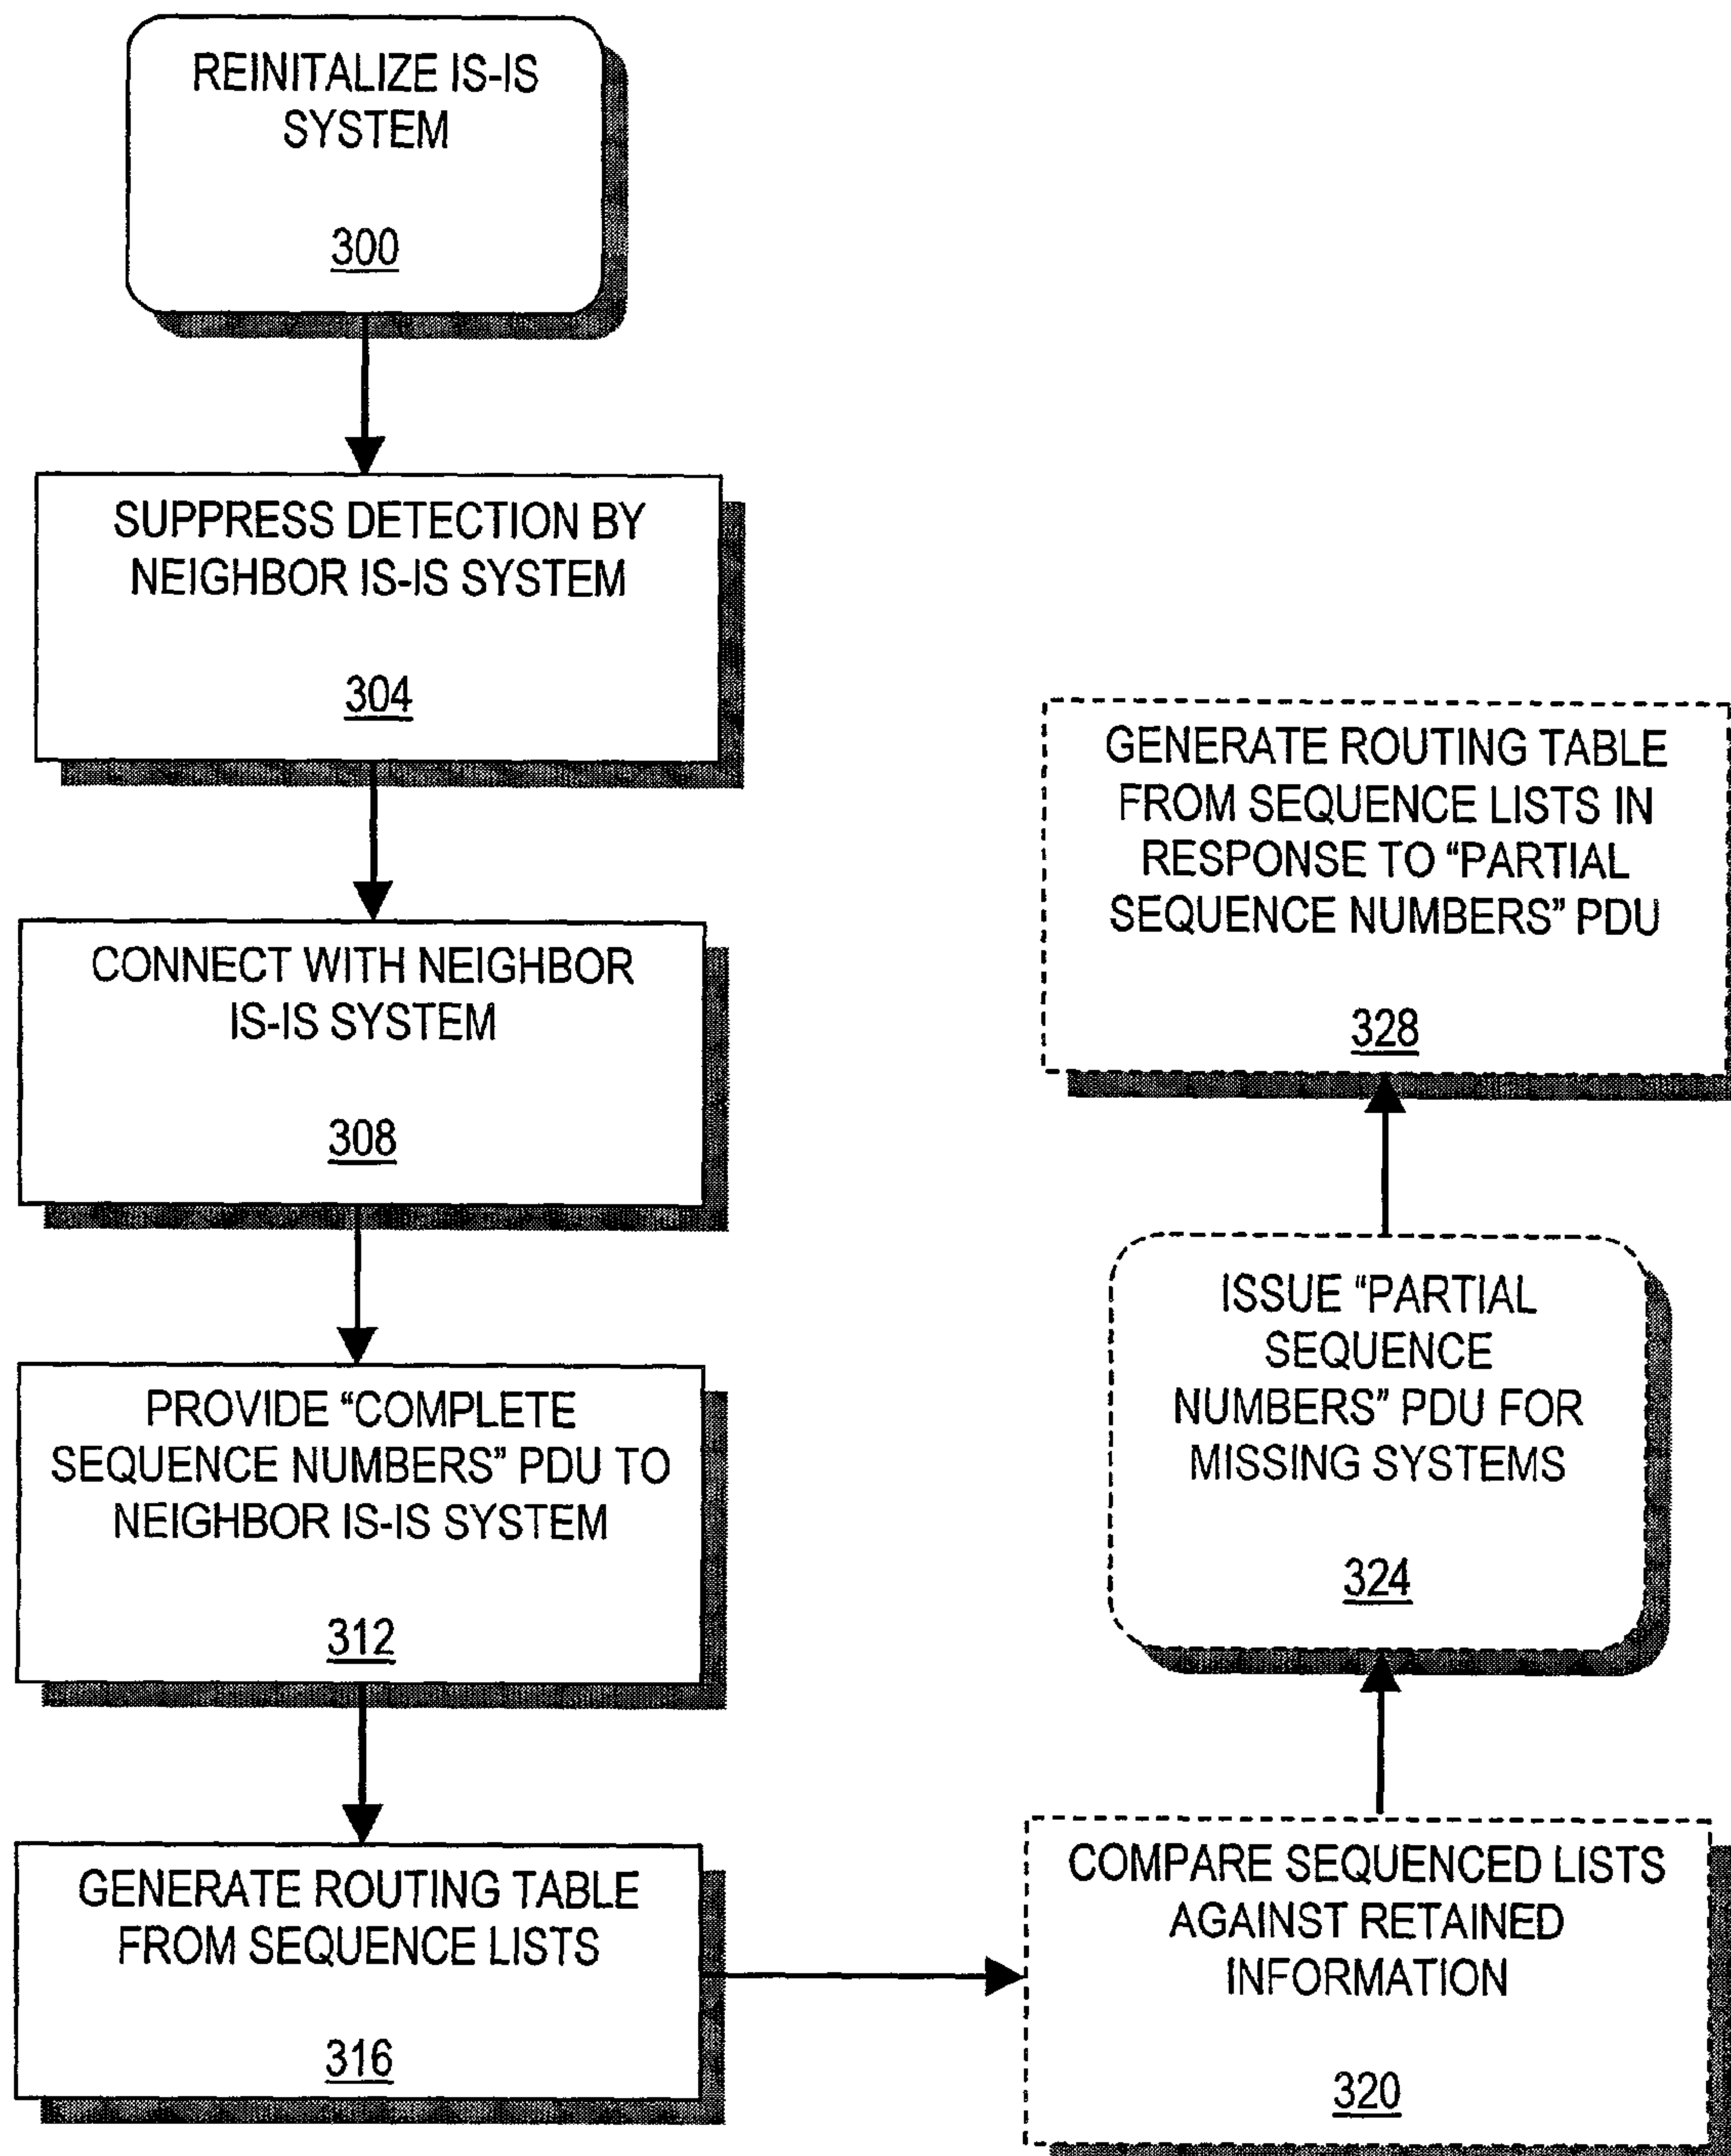 REINITALIZE IS-IS
SYSTEM
300
SUPPRESS DETECTION BY
NEIGHBOR IS-IS SYSTEM
304
CONNECT WITH NEIGHBOR
IS-IS SYSTEM
308
PROVIDE “COMPLETE
SEQUENCE NUMBERS” PDU TO
NEIGHBOR IS-IS SYSTEM
312
GENERATE ROUTING TABLE
FROM SEQUENCE LISTS
316
COMPARE SEQUENCED LISTS
AGAINST RETAINED
INFORMATION
320
ISSUE “PARTIAL
SEQUENCE
NUMBERS” PDU FOR
MISSING SYSTEMS
324
GENERATE ROUTING TABLE
FROM SEQUENCE LISTS IN
RESPONSE TO “PARTIAL
SEQUENCE NUMBERS” PDU
328